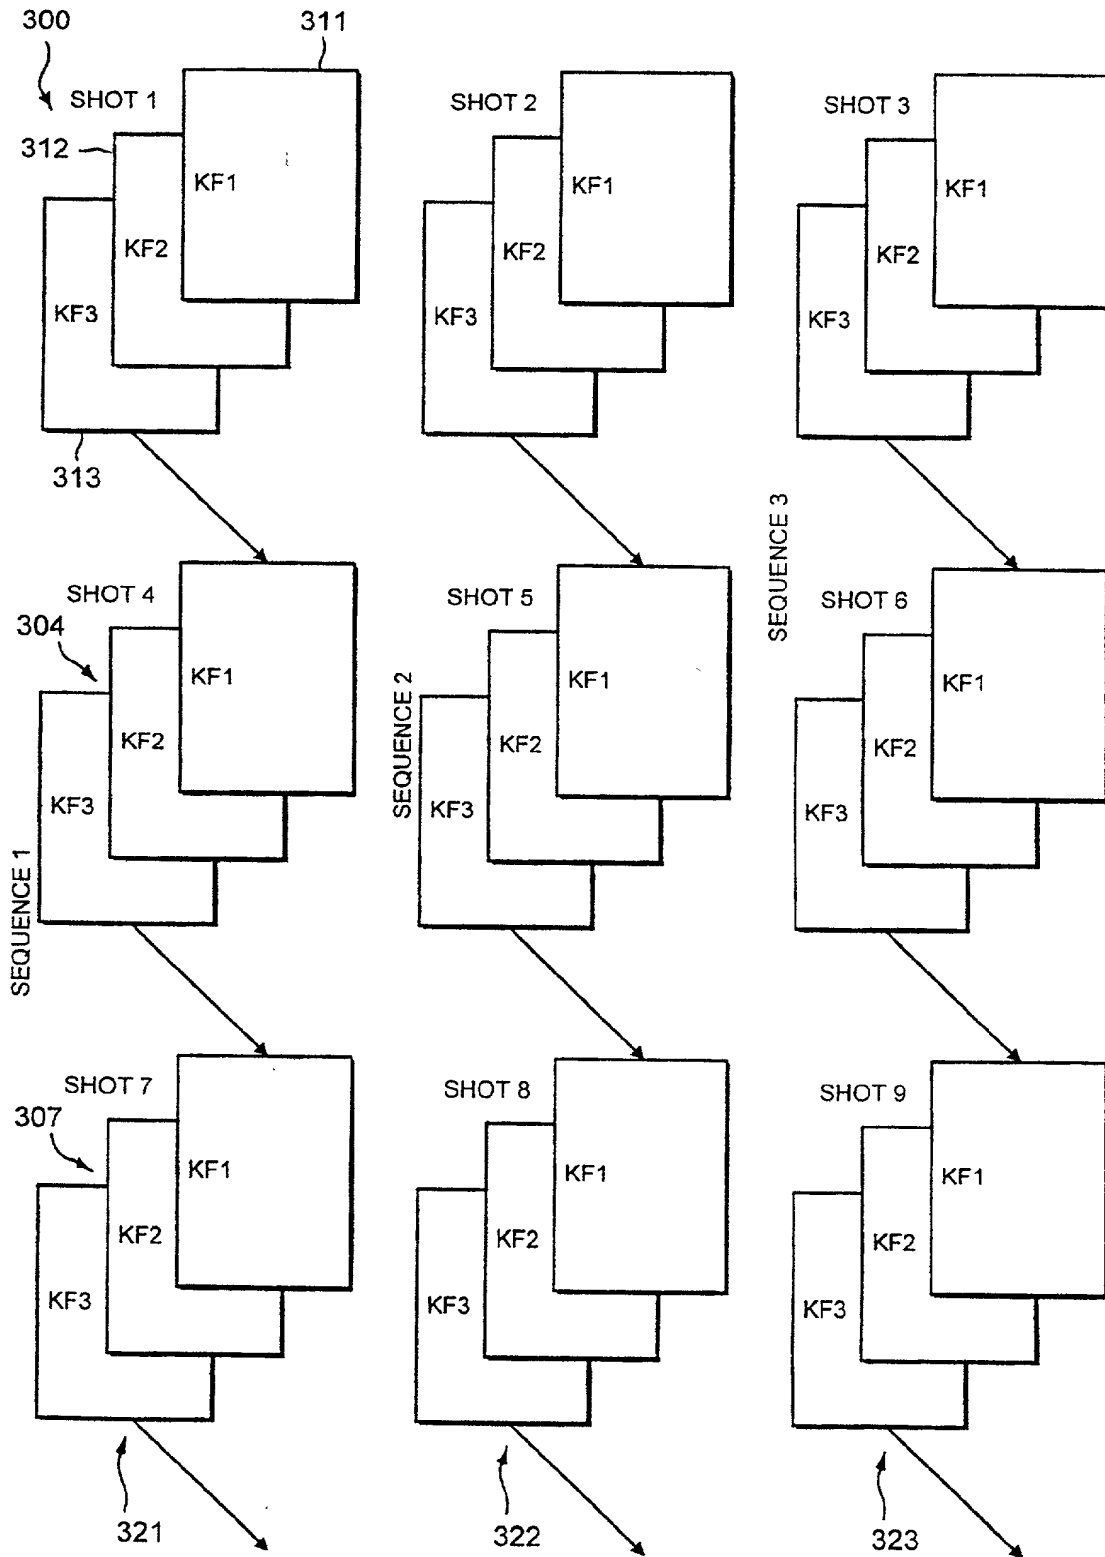 300
311
SHOT 1
SHOT 2
SHOT 3
312
KF1
KF1
KF1
KF2
KF2
KF2
KF3
KF3
KF3
313
SEQUENCE 1
SEQUENCE 2
SEQUENCE 3
SHOT 4
SHOT 5
SHOT 6
304
KF1
KF1
KF1
KF2
KF2
KF2
KF3
KF3
KF3
SHOT 7
SHOT 8
SHOT 9
307
KF1
KF1
KF1
KF2
KF2
KF2
KF3
KF3
KF3
321
322
323